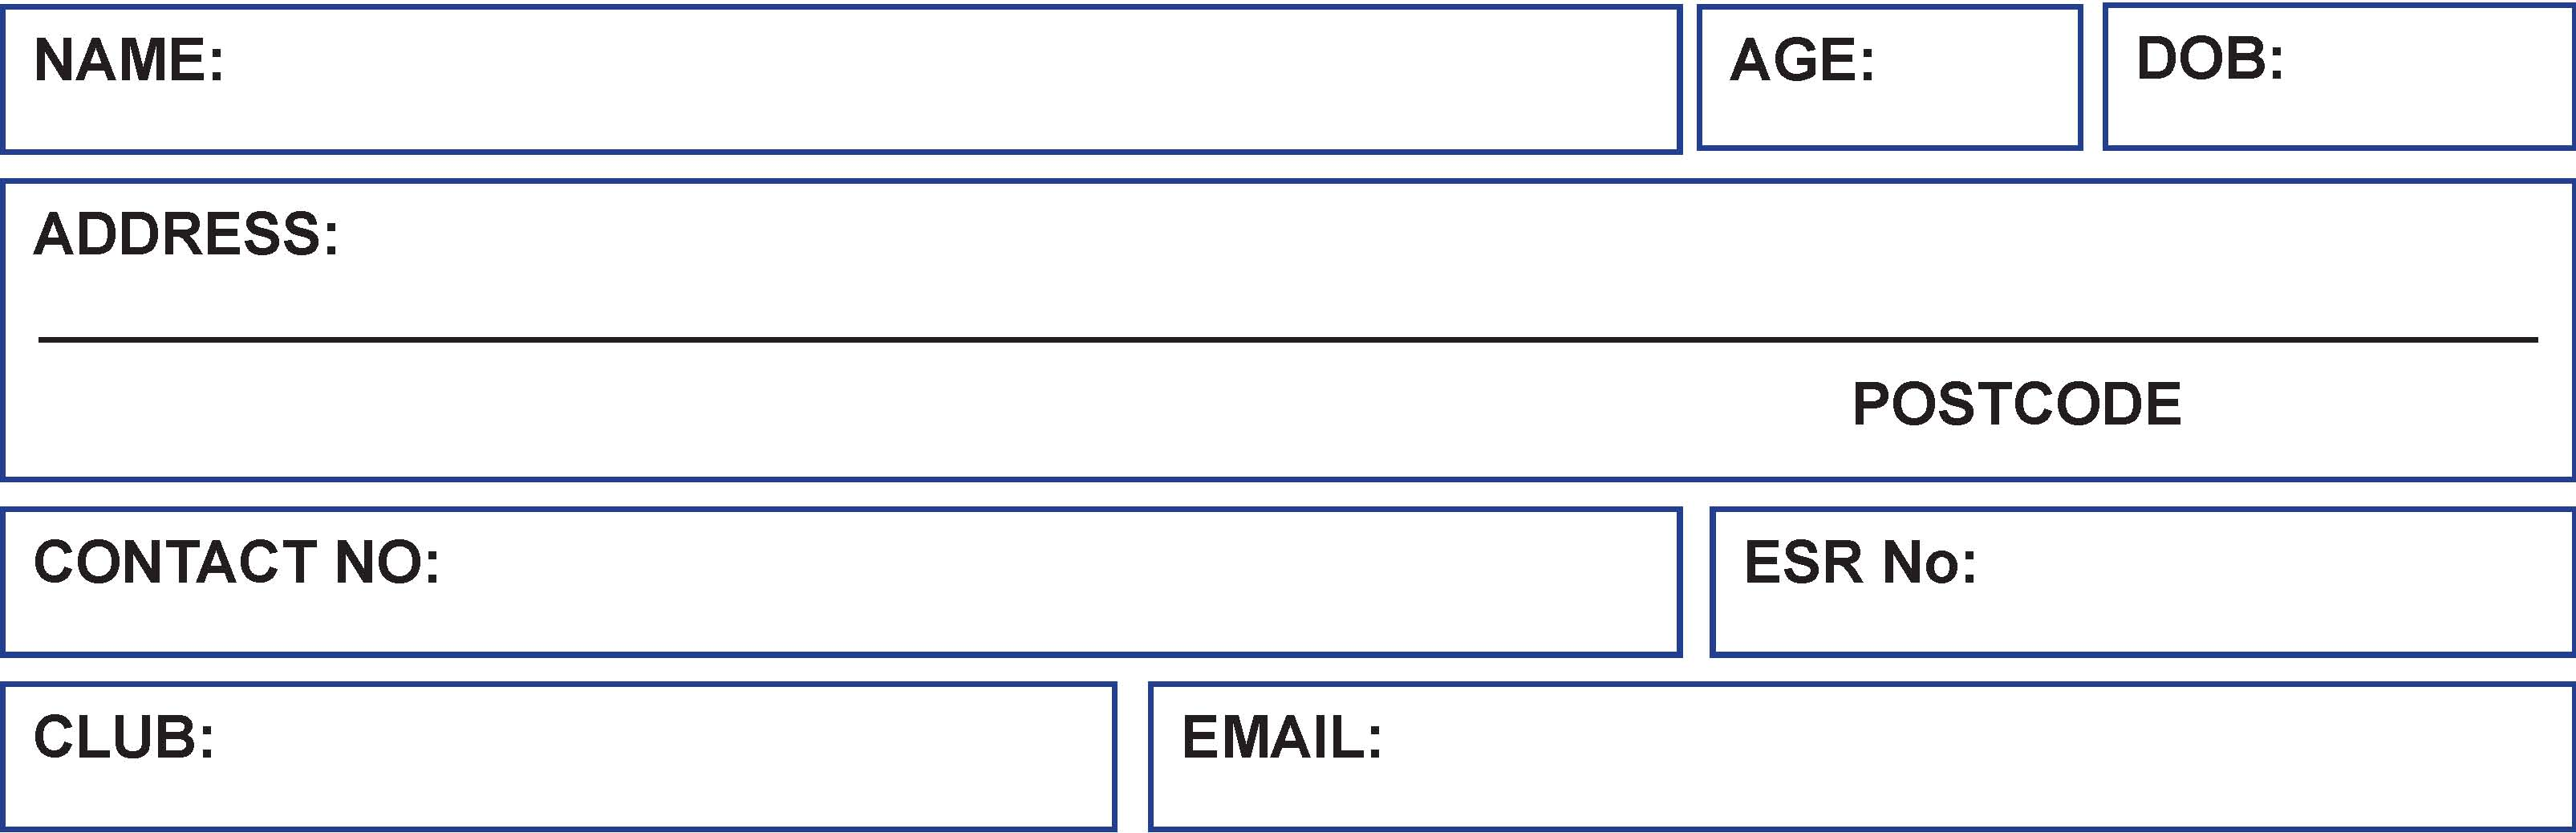 NAME: AGE: DOB:
ADDRESS:
POSTCODE
CONTACT NO: ESR No:
CLUB: EMAIL: